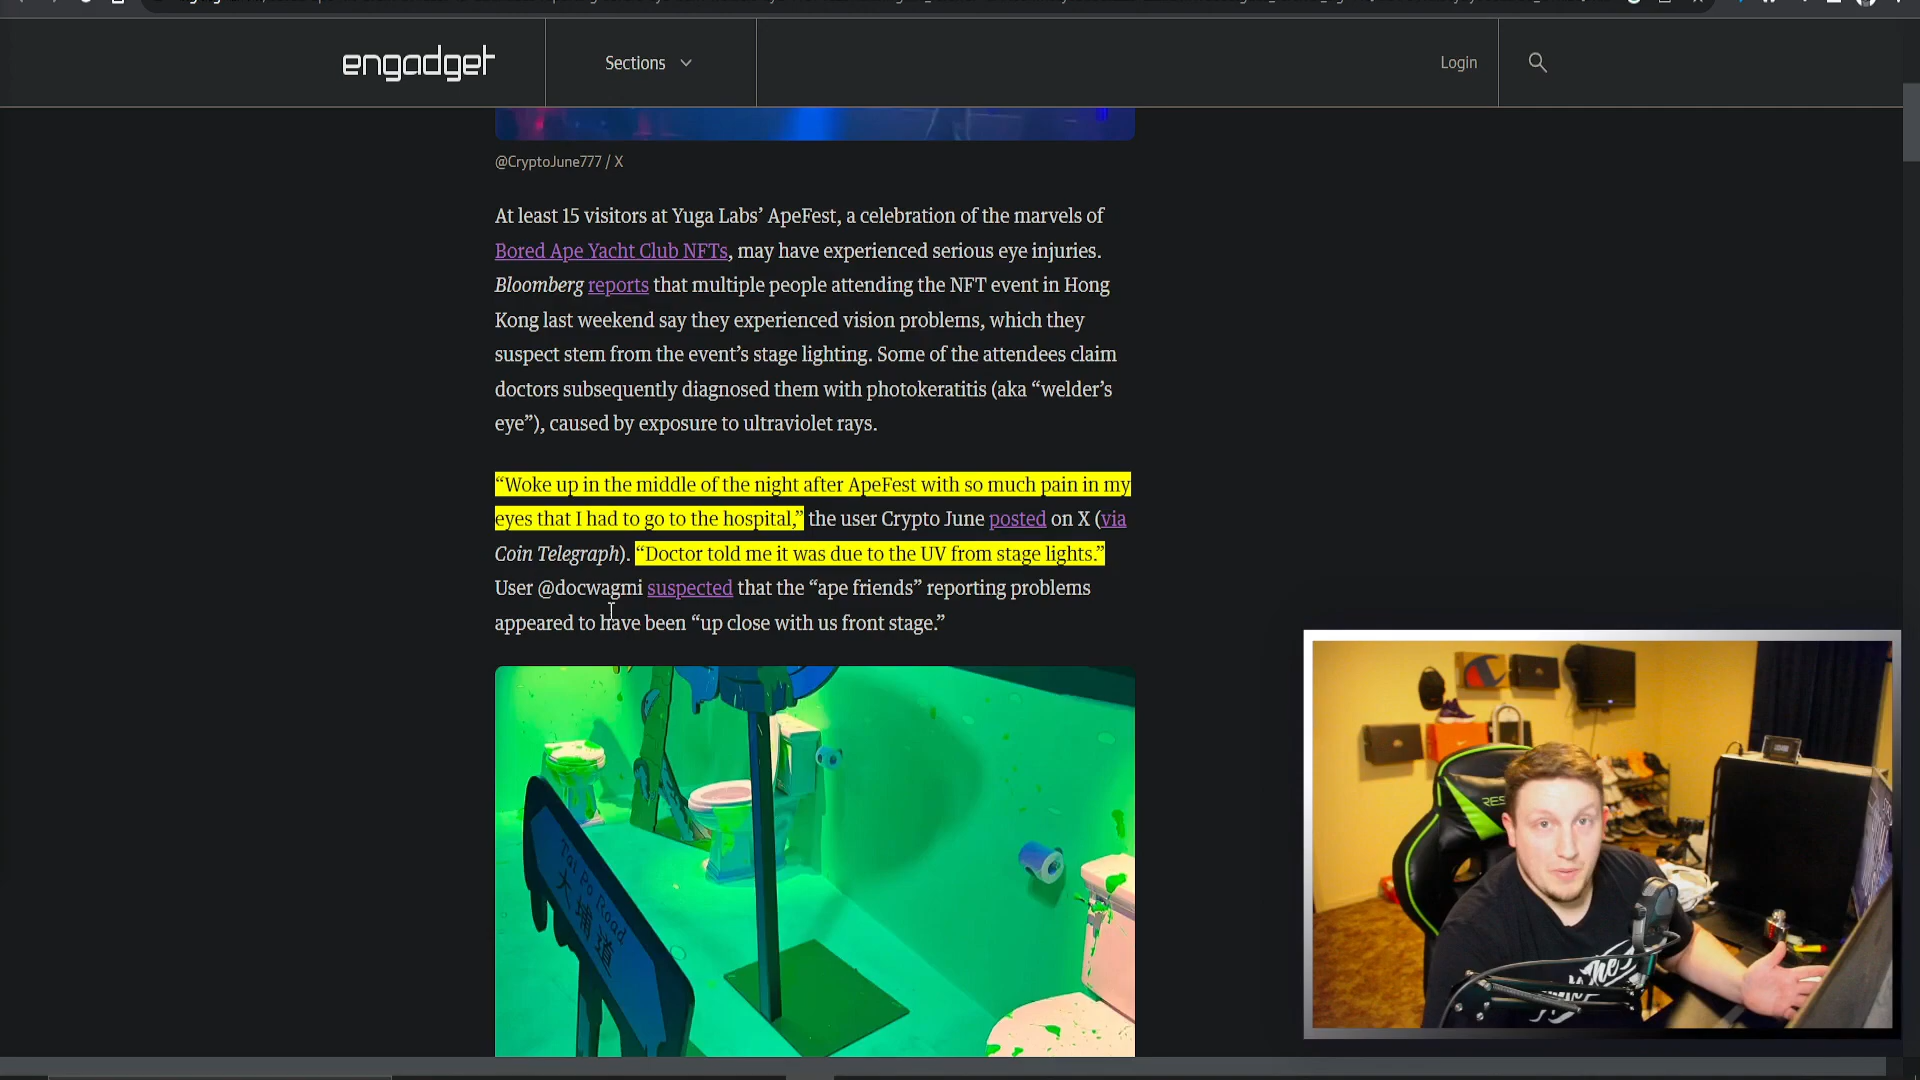 engadget
Sections
Login
@CryptoJune777 / X
At least 15 visitors at Yuga Labs’ ApeFest, a celebration of the marvels of
Bored Ape Yacht Club NFTs, may have experienced serious eye injuries.
Bloomberg reports that multiple people attending the NFT event in Hong
Kong last weekend say they experienced vision problems, which they
suspect stem from the event’s stage lighting. Some of the attendees claim
doctors subsequently diagnosed them with photokeratitis (aka “welder’s
eye”), caused by exposure to ultraviolet rays.
“Woke up in the middle of the night after ApeFest with so much pain in my
eyes that I had to go to the hospital,” the user Crypto June posted on X (via
Coin Telegraph). “Doctor told me it was due to the UV from stage lights.”
User @docwagmi suspected that the “ape friends” reporting problems
appeared to have been “up close with us front stage.”
Tai Po Road
大埔道
RES
The